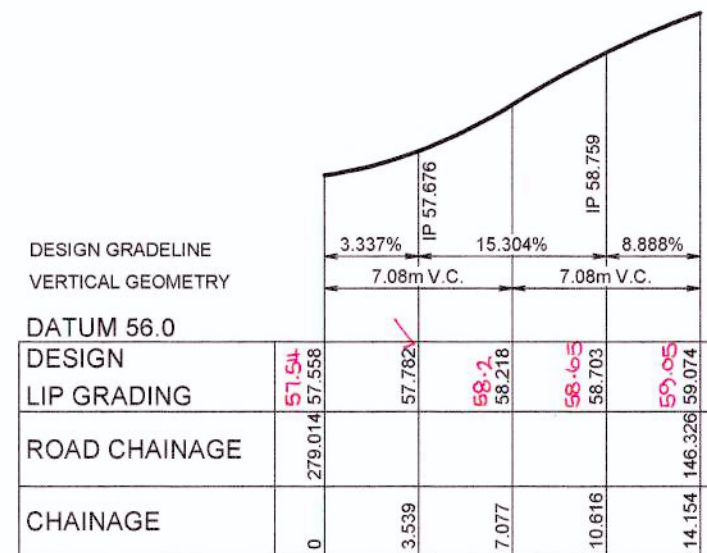 IP 57.676
IP 58.759
DESIGN GRADELINE 3.337% 15.304% 8.888%
VERTICAL GEOMETRY 7.08m V.C. 7.08m V.C.
DATUM 56.0
DESIGN
LIP GRADING
57.54 57.558 57.782 58.2 58.218 58.65 58.703 59.05 59.074
ROAD CHAINAGE 279.014 146.326
CHAINAGE 0 3.539 7.077 10.616 14.154